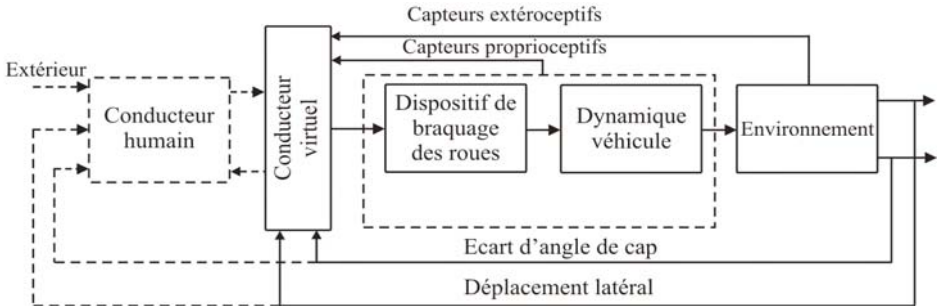 Capteurs extéroceptifs
Capteurs proprioceptifs
Extérieur
Conducteur
humain
Conducteur
virtuel
Dispositif de
braquage
des roues
Dynamique
véhicule
Environnement
Ecart d’angle de cap
Déplacement latéral